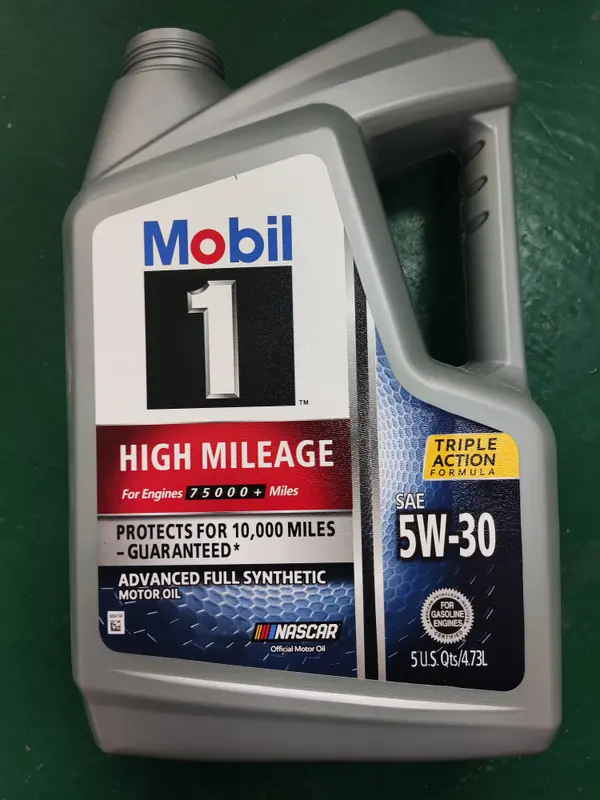 Mobil
1
™
HIGH MILEAGE
For Engines 75000+ Miles
PROTECTS FOR 10,000 MILES
– GUARANTEED*
ADVANCED FULL SYNTHETIC
MOTOR OIL
NASCAR
Official Motor Oil
TRIPLE
ACTION
FORMULA
SAE
5W-30
FOR
GASOLINE
ENGINES
5 U.S. Qts/4.73L